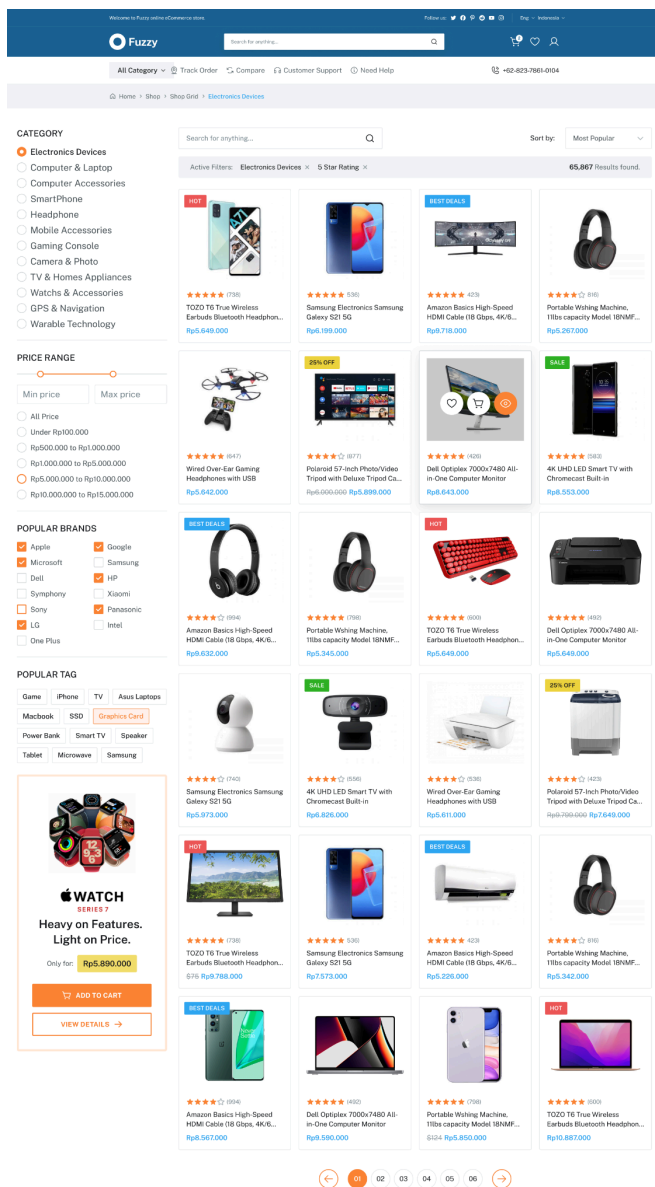 Welcome to Fuzzy online eCommerce store.
Follow us:
Eng
Indonesia
Fuzzy
Search for anything...
2
All Category
Track Order
Compare
Customer Support
Need Help
+62-823-7861-0104
Home > Shop > Shop Grid > Electronics Devices
CATEGORY
Electronics Devices
Computer & Laptop
Computer Accessories
SmartPhone
Headphone
Mobile Accessories
Gaming Console
Camera & Photo
TV & Homes Appliances
Watchs & Accessories
GPS & Navigation
Warable Technology
PRICE RANGE
Min price
Max price
All Price
Under Rp100.000
Rp500.000 to Rp1.000.000
Rp1.000.000 to Rp5.000.000
Rp5.000.000 to Rp10.000.000
Rp10.000.000 to Rp15.000.000
POPULAR BRANDS
Apple
Google
Microsoft
Samsung
Dell
HP
Symphony
Xiaomi
Sony
Panasonic
LG
Intel
One Plus
POPULAR TAG
Game
iPhone
TV
Asus Laptops
Macbook
SSD
Graphics Card
Power Bank
Smart TV
Speaker
Tablet
Microwave
Samsung
WATCH
SERIES 7
Heavy on Features.
Light on Price.
Only for:
Rp5.890.000
ADD TO CART
VIEW DETAILS
Search for anything...
Sort by:
Most Popular
Active Filters:
Electronics Devices ×
5 Star Rating ×
65,867 Results found.
HOT
(738)
TOZO T6 True Wireless
Earbuds Bluetooth Headphon...
Rp5.649.000
536)
Samsung Electronics Samsung
Galaxy S21 5G
Rp6.199.000
BEST DEALS
423)
Amazon Basics High-Speed
HDMI Cable (18 Gbps, 4K/6...
Rp9.718.000
816)
Portable Wshing Machine,
11lbs capacity Model 18NMF...
Rp5.267.000
(647)
Wired Over-Ear Gaming
Headphones with USB
Rp5.642.000
25% OFF
(877)
Polaroid 57-Inch Photo/Video
Tripod with Deluxe Tripod Ca...
Rp6.000.000 Rp5.899.000
(426)
Dell Optiplex 7000x7480 All-
in-One Computer Monitor
Rp8.643.000
SALE
(583)
4K UHD LED Smart TV with
Chromecast Built-in
Rp8.553.000
BEST DEALS
(994)
Amazon Basics High-Speed
HDMI Cable (18 Gbps, 4K/6...
Rp9.632.000
(798)
Portable Wshing Machine,
11lbs capacity Model 18NMF...
Rp5.345.000
HOT
(600)
TOZO T6 True Wireless
Earbuds Bluetooth Headphon...
Rp5.649.000
(492)
Dell Optiplex 7000x7480 All-
in-One Computer Monitor
Rp5.649.000
(740)
Samsung Electronics Samsung
Galaxy S21 5G
Rp5.973.000
SALE
(556)
4K UHD LED Smart TV with
Chromecast Built-in
Rp6.826.000
(536)
Wired Over-Ear Gaming
Headphones with USB
Rp5.611.000
25% OFF
(423)
Polaroid 57-Inch Photo/Video
Tripod with Deluxe Tripod Ca...
Rp9.799.000 Rp7.649.000
HOT
(738)
TOZO T6 True Wireless
Earbuds Bluetooth Headphon...
$75 Rp9.788.000
536)
Samsung Electronics Samsung
Galaxy S21 5G
Rp7.573.000
BEST DEALS
423)
Amazon Basics High-Speed
HDMI Cable (18 Gbps, 4K/6...
Rp5.226.000
816)
Portable Wshing Machine,
11lbs capacity Model 18NMF...
Rp5.342.000
BEST DEALS
(994)
Amazon Basics High-Speed
HDMI Cable (18 Gbps, 4K/6...
Rp8.567.000
(492)
Dell Optiplex 7000x7480 All-
in-One Computer Monitor
Rp9.590.000
(798)
Portable Wshing Machine,
11lbs capacity Model 18NMF...
$124 Rp5.850.000
HOT
(600)
TOZO T6 True Wireless
Earbuds Bluetooth Headphon...
Rp10.887.000
01 02 03 04 05 06